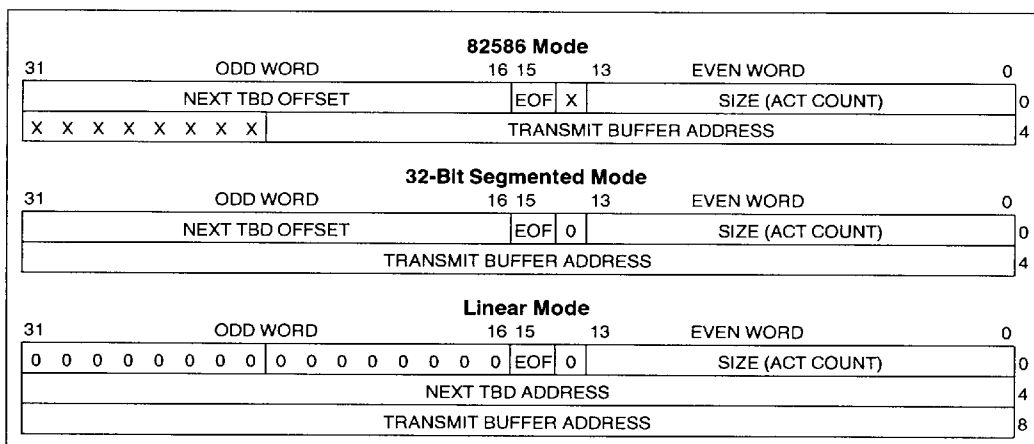 82586 Mode
31 ODD WORD 16 15 13 EVEN WORD 0
NEXT TBD OFFSET EOF X SIZE (ACT COUNT) 0
X X X X X X X X TRANSMIT BUFFER ADDRESS 4
32-Bit Segmented Mode
31 ODD WORD 16 15 13 EVEN WORD 0
NEXT TBD OFFSET EOF 0 SIZE (ACT COUNT) 0
TRANSMIT BUFFER ADDRESS 4
Linear Mode
31 ODD WORD 16 15 13 EVEN WORD 0
0 0 0 0 0 0 0 0 0 0 0 0 0 0 0 0 EOF 0 SIZE (ACT COUNT) 0
NEXT TBD ADDRESS 4
TRANSMIT BUFFER ADDRESS 8